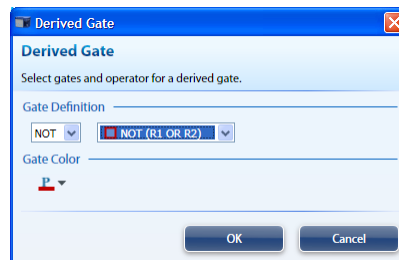 Derived Gate
Derived Gate
Select gates and operator for a derived gate.
Gate Definition
NOT NOT (R1 OR R2)
Gate Color
P
OK Cancel